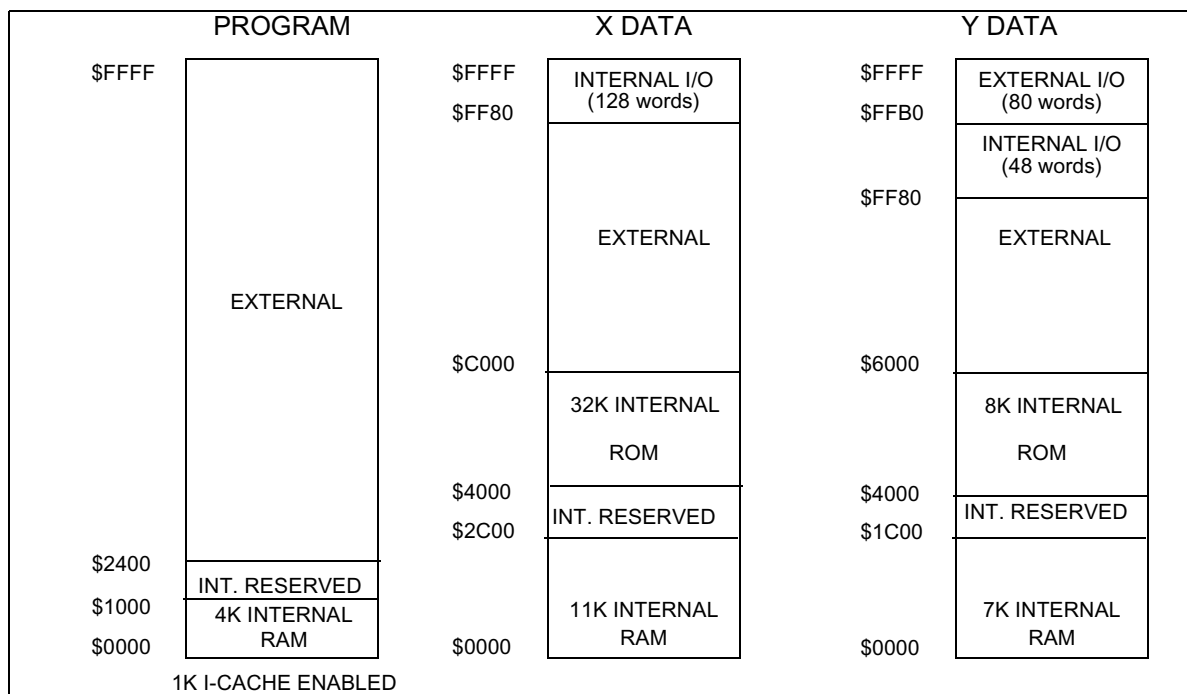 PROGRAM
$FFFF
EXTERNAL
$2400
INT. RESERVED
$1000
4K INTERNAL
RAM
$0000
1K I-CACHE ENABLED
X DATA
$FFFF
INTERNAL I/O
(128 words)
$FF80
EXTERNAL
$C000
32K INTERNAL
ROM
$4000
INT. RESERVED
$2C00
11K INTERNAL
RAM
$0000
Y DATA
$FFFF
EXTERNAL I/O
(80 words)
$FFB0
INTERNAL I/O
(48 words)
$FF80
EXTERNAL
$6000
8K INTERNAL
ROM
$4000
INT. RESERVED
$1C00
7K INTERNAL
RAM
$0000